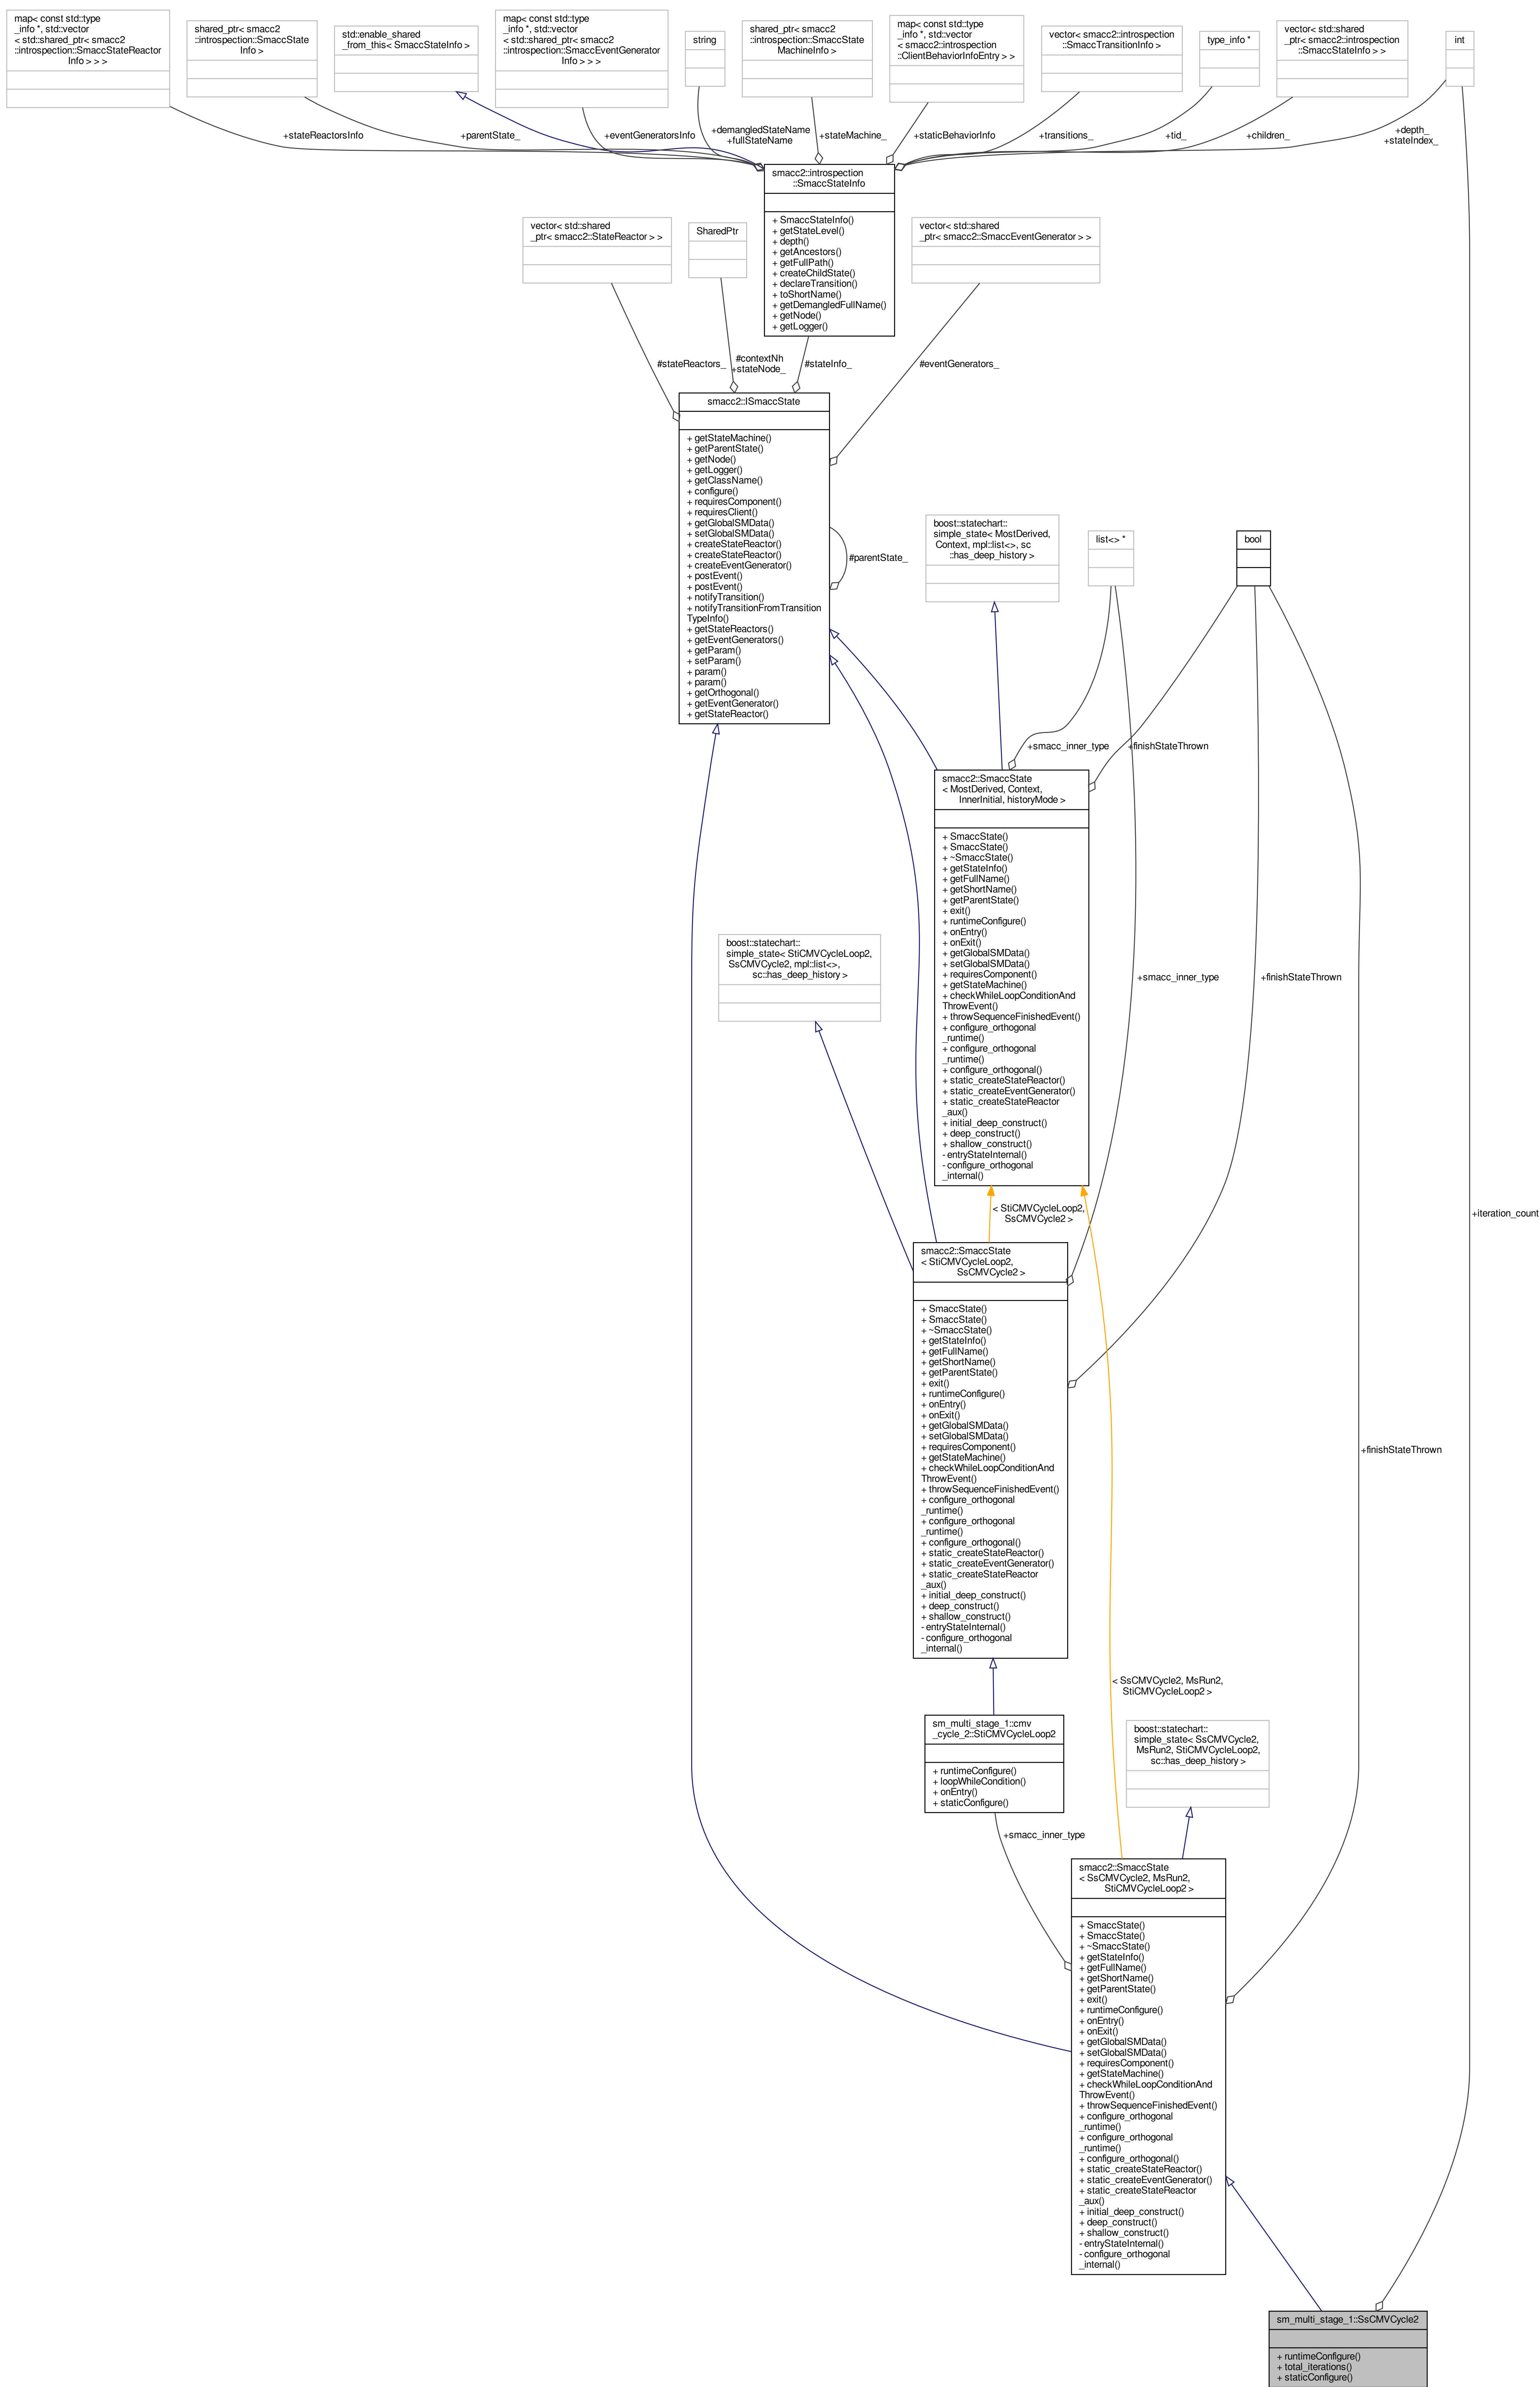 map< const std::type
_info *, std::vector
< std::shared_ptr< smacc2
::introspection::SmaccStateReactor
Info > > >
shared_ptr< smacc2
::introspection::SmaccState
Info >
std::enable_shared
_from_this< SmaccStateInfo >
map< const std::type
_info *, std::vector
< std::shared_ptr< smacc2
::introspection::SmaccEventGenerator
Info > > >
string
shared_ptr< smacc2
::introspection::SmaccState
MachineInfo >
map< const std::type
_info *, std::vector
< smacc2::introspection
::ClientBehaviorInfoEntry > >
vector< smacc2::introspection
::SmaccTransitionInfo >
type_info *
vector< std::shared
_ptr< smacc2::introspection
::SmaccStateInfo > >
int
+stateReactorsInfo
+parentState_
+eventGeneratorsInfo
+demangledStateName
+fullStateName
+stateMachine_
+staticBehaviorInfo
+transitions_
+tid_
+children_
+depth_
+stateIndex_
smacc2::introspection
::SmaccStateInfo
+ SmaccStateInfo()
+ getStateLevel()
+ depth()
+ getAncestors()
+ getFullPath()
+ createChildState()
+ declareTransition()
+ toShortName()
+ getDemangledFullName()
+ getNode()
+ getLogger()
vector< std::shared
_ptr< smacc2::StateReactor > >
SharedPtr
vector< std::shared
_ptr< smacc2::SmaccEventGenerator > >
#stateReactors_
#contextNh
+stateNode_
#stateInfo_
#eventGenerators_
smacc2::ISmaccState
+ getStateMachine()
+ getParentState()
+ getNode()
+ getLogger()
+ getClassName()
+ configure()
+ requiresComponent()
+ requiresClient()
+ getGlobalSMData()
+ setGlobalSMData()
+ createStateReactor()
+ createStateReactor()
+ createEventGenerator()
+ postEvent()
+ postEvent()
+ notifyTransition()
+ notifyTransitionFromTransition
TypeInfo()
+ getStateReactors()
+ getEventGenerators()
+ getParam()
+ setParam()
+ param()
+ param()
+ getOrthogonal()
+ getEventGenerator()
+ getStateReactor()
#parentState_
boost::statechart::
simple_state< MostDerived,
Context, mpl::list<>, sc
::has_deep_history >
list<> *
bool
+smacc_inner_type
+finishStateThrown
smacc2::SmaccState
< MostDerived, Context,
InnerInitial, historyMode >
+ SmaccState()
+ SmaccState()
+ ~SmaccState()
+ getStateInfo()
+ getFullName()
+ getShortName()
+ getParentState()
+ exit()
+ runtimeConfigure()
+ onEntry()
+ onExit()
+ getGlobalSMData()
+ setGlobalSMData()
+ requiresComponent()
+ getStateMachine()
+ checkWhileLoopConditionAnd
ThrowEvent()
+ throwSequenceFinishedEvent()
+ configure_orthogonal
_runtime()
+ configure_orthogonal
_runtime()
+ configure_orthogonal()
+ static_createStateReactor()
+ static_createEventGenerator()
+ static_createStateReactor
_aux()
+ initial_deep_construct()
+ deep_construct()
+ shallow_construct()
- entryStateInternal()
- configure_orthogonal
_internal()
boost::statechart::
simple_state< StiCMVCycleLoop2,
SsCMVCycle2, mpl::list<>,
sc::has_deep_history >
+smacc_inner_type
+finishStateThrown
< StiCMVCycleLoop2,
SsCMVCycle2 >
+iteration_count
smacc2::SmaccState
< StiCMVCycleLoop2,
SsCMVCycle2 >
+ SmaccState()
+ SmaccState()
+ ~SmaccState()
+ getStateInfo()
+ getFullName()
+ getShortName()
+ getParentState()
+ exit()
+ runtimeConfigure()
+ onEntry()
+ onExit()
+ getGlobalSMData()
+ setGlobalSMData()
+ requiresComponent()
+ getStateMachine()
+ checkWhileLoopConditionAnd
ThrowEvent()
+ throwSequenceFinishedEvent()
+ configure_orthogonal
_runtime()
+ configure_orthogonal
_runtime()
+ configure_orthogonal()
+ static_createStateReactor()
+ static_createEventGenerator()
+ static_createStateReactor
_aux()
+ initial_deep_construct()
+ deep_construct()
+ shallow_construct()
- entryStateInternal()
- configure_orthogonal
_internal()
+finishStateThrown
< SsCMVCycle2, MsRun2,
StiCMVCycleLoop2 >
sm_multi_stage_1::cmv
_cycle_2::StiCMVCycleLoop2
+ runtimeConfigure()
+ loopWhileCondition()
+ onEntry()
+ staticConfigure()
boost::statechart::
simple_state< SsCMVCycle2,
MsRun2, StiCMVCycleLoop2,
sc::has_deep_history >
+smacc_inner_type
smacc2::SmaccState
< SsCMVCycle2, MsRun2,
StiCMVCycleLoop2 >
+ SmaccState()
+ SmaccState()
+ ~SmaccState()
+ getStateInfo()
+ getFullName()
+ getShortName()
+ getParentState()
+ exit()
+ runtimeConfigure()
+ onEntry()
+ onExit()
+ getGlobalSMData()
+ setGlobalSMData()
+ requiresComponent()
+ getStateMachine()
+ checkWhileLoopConditionAnd
ThrowEvent()
+ throwSequenceFinishedEvent()
+ configure_orthogonal
_runtime()
+ configure_orthogonal
_runtime()
+ configure_orthogonal()
+ static_createStateReactor()
+ static_createEventGenerator()
+ static_createStateReactor
_aux()
+ initial_deep_construct()
+ deep_construct()
+ shallow_construct()
- entryStateInternal()
- configure_orthogonal
_internal()
sm_multi_stage_1::SsCMVCycle2
+ runtimeConfigure()
+ total_iterations()
+ staticConfigure()